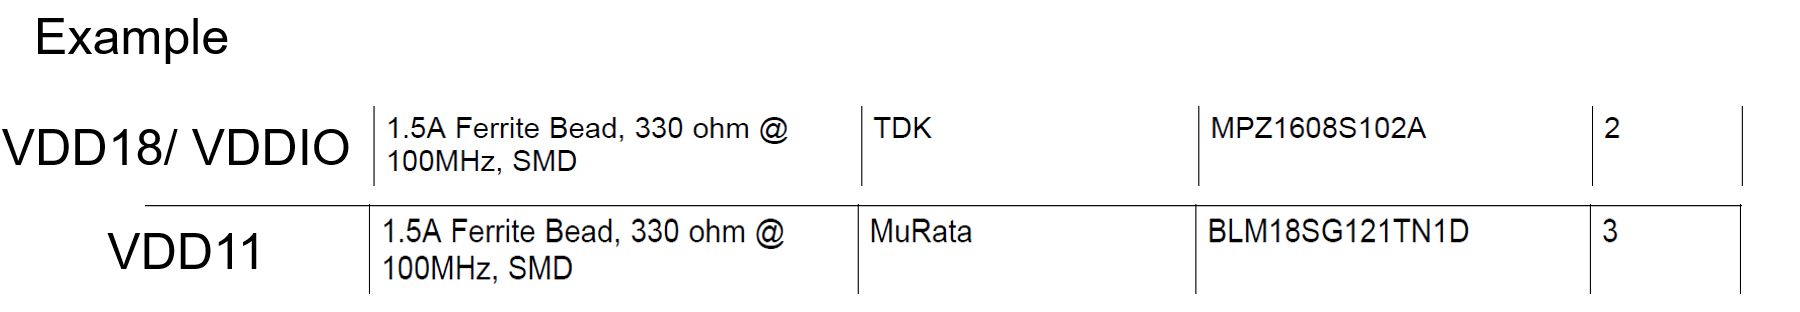 Example
VDD18/ VDDIO 1.5A Ferrite Bead, 330 ohm @ TDK MPZ1608S102A 2
100MHz, SMD
VDD11 1.5A Ferrite Bead, 330 ohm @ MuRata BLM18SG121TN1D 3
100MHz, SMD